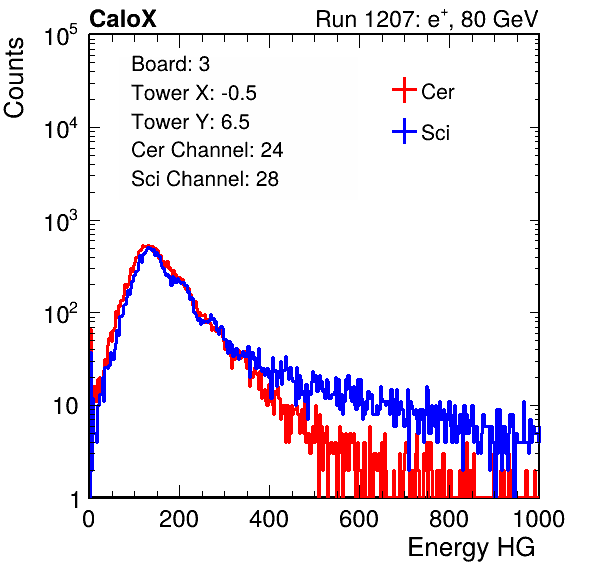 CaloX Run 1207: e⁺, 80 GeV
Counts
10⁵
10⁴
10³
10²
10
1
Board: 3
Tower X: -0.5
Tower Y: 6.5
Cer Channel: 24
Sci Channel: 28
Cer
Sci
0 200 400 600 800 1000
Energy HG